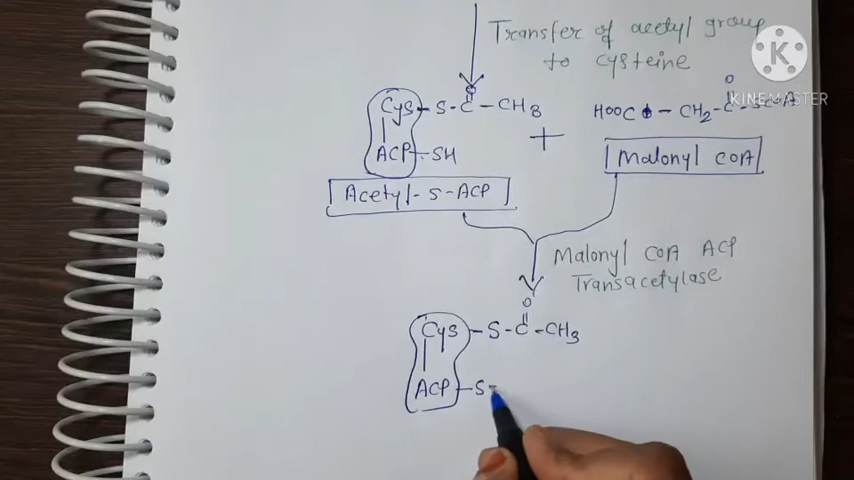 Transfer of acetyl group
to cysteine
K
KINEMASTER
Cys-S-C-CH3
O
ACP-SH
Acetyl-S-ACP
+
O
HOOC-CH2-C-SCoA
Malonyl CoA
Malonyl CoA ACP
Transacetylase
O
Cys-S-C-CH3
ACP-S-